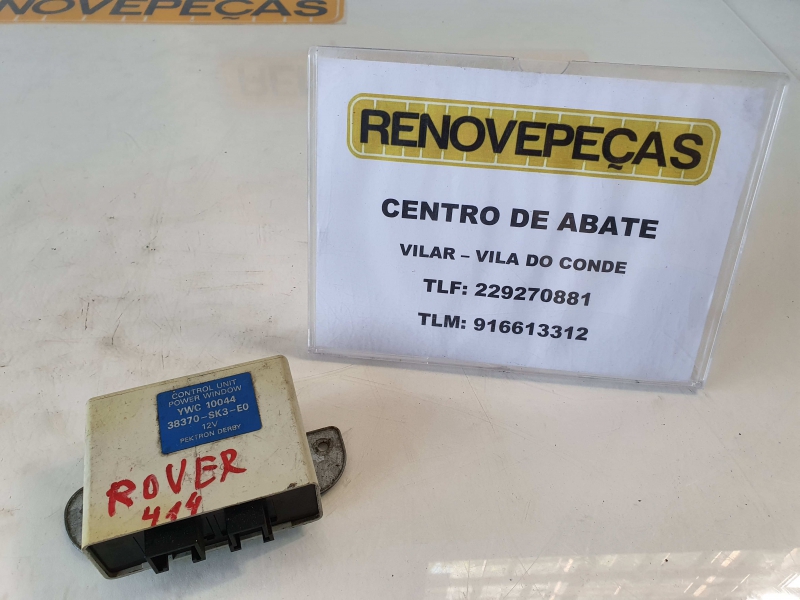 NOVEPEÇAS
RENOVEPEÇAS
CENTRO DE ABATE
VILAR – VILA DO CONDE
TLF: 229270881
TLM: 916613312
CONTROL UNIT
POWER WINDOW
YWC 10044
38370-SK3-E0
12V
PEKTRON DERBY
ROVER
414